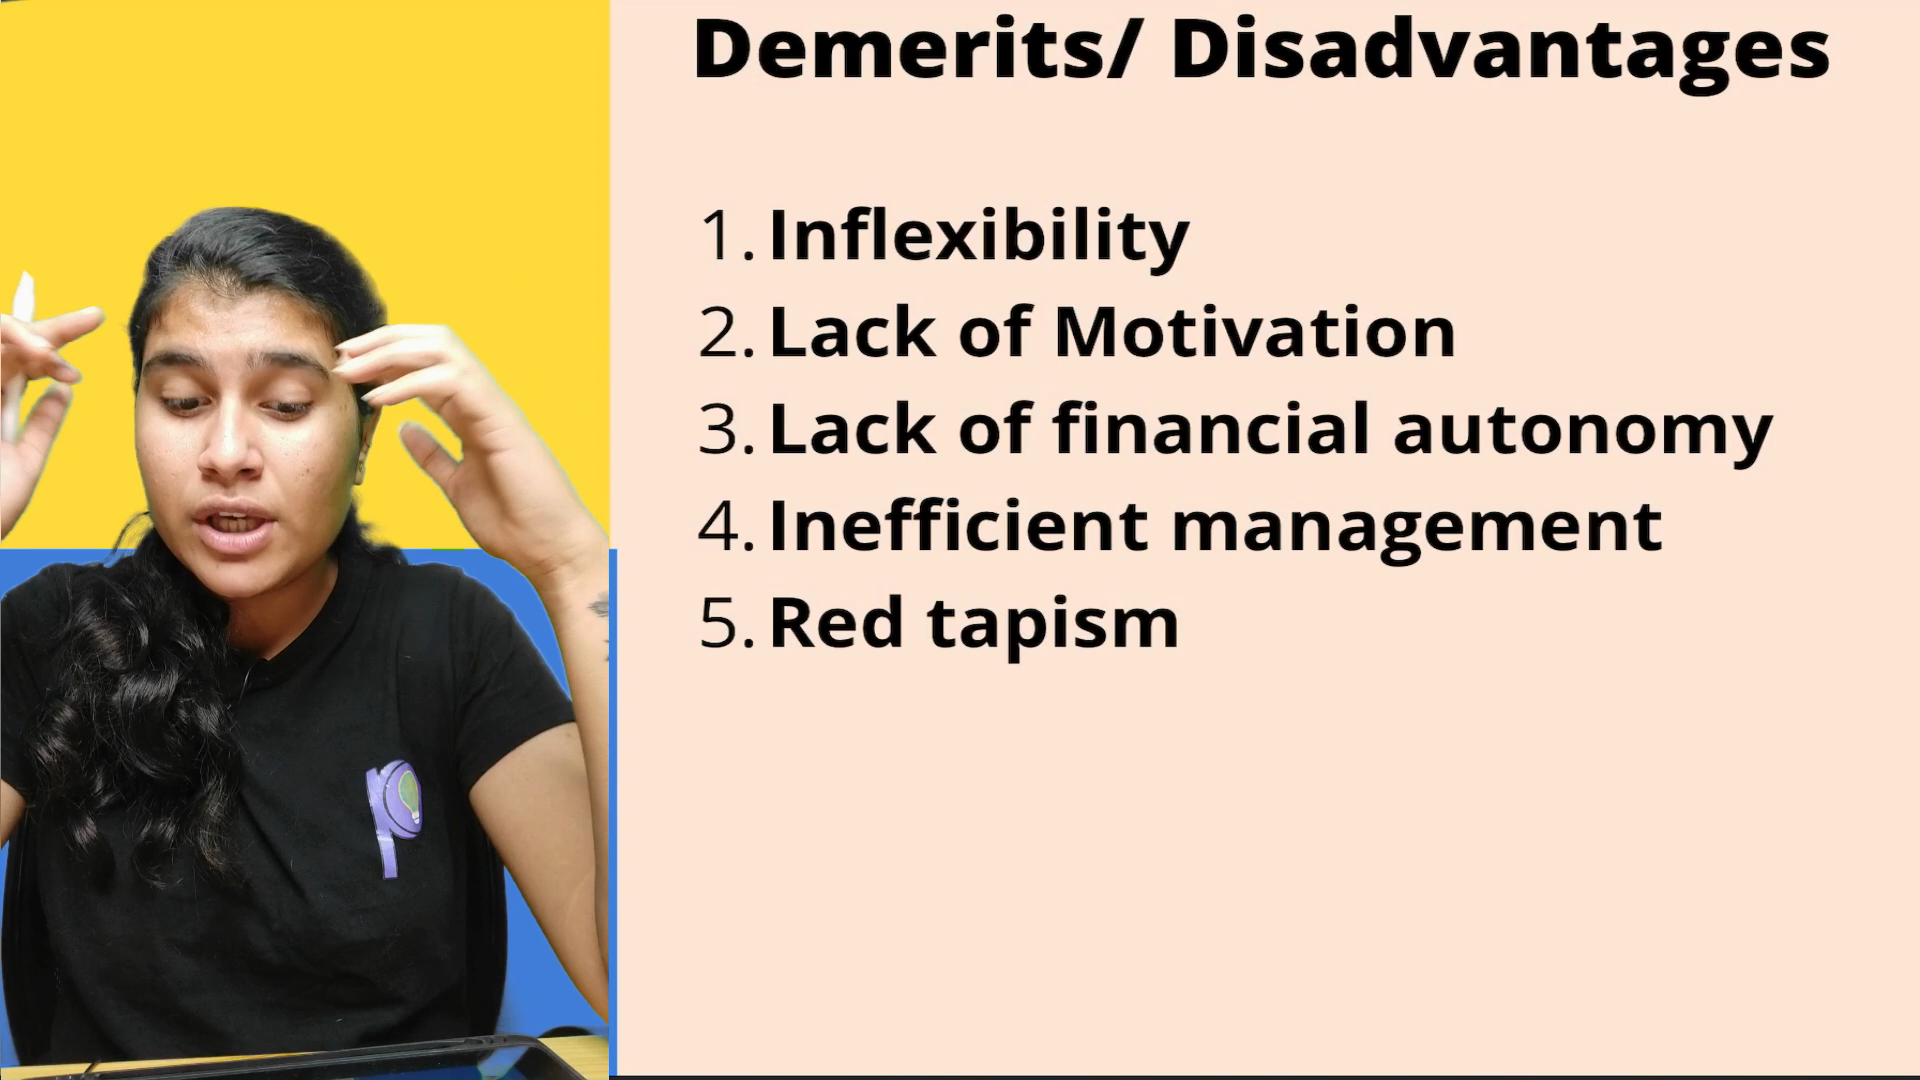 Demerits/ Disadvantages
1. Inflexibility
2. Lack of Motivation
3. Lack of financial autonomy
4. Inefficient management
5. Red tapism